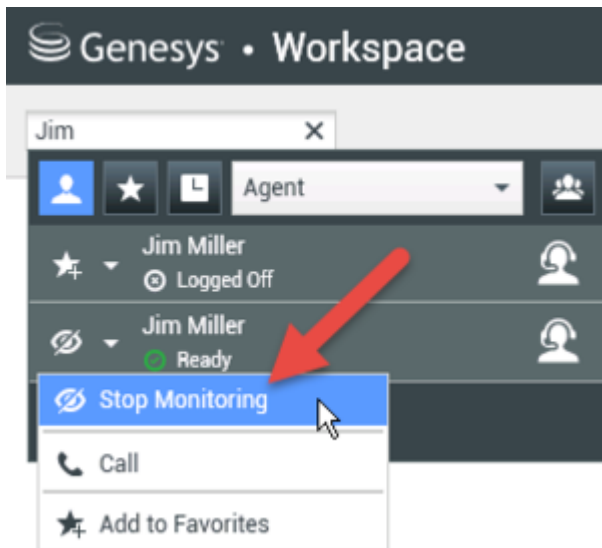 Genesys • Workspace
Jim
Agent
Jim Miller
Logged Off
Jim Miller
Ready
Stop Monitoring
Call
Add to Favorites